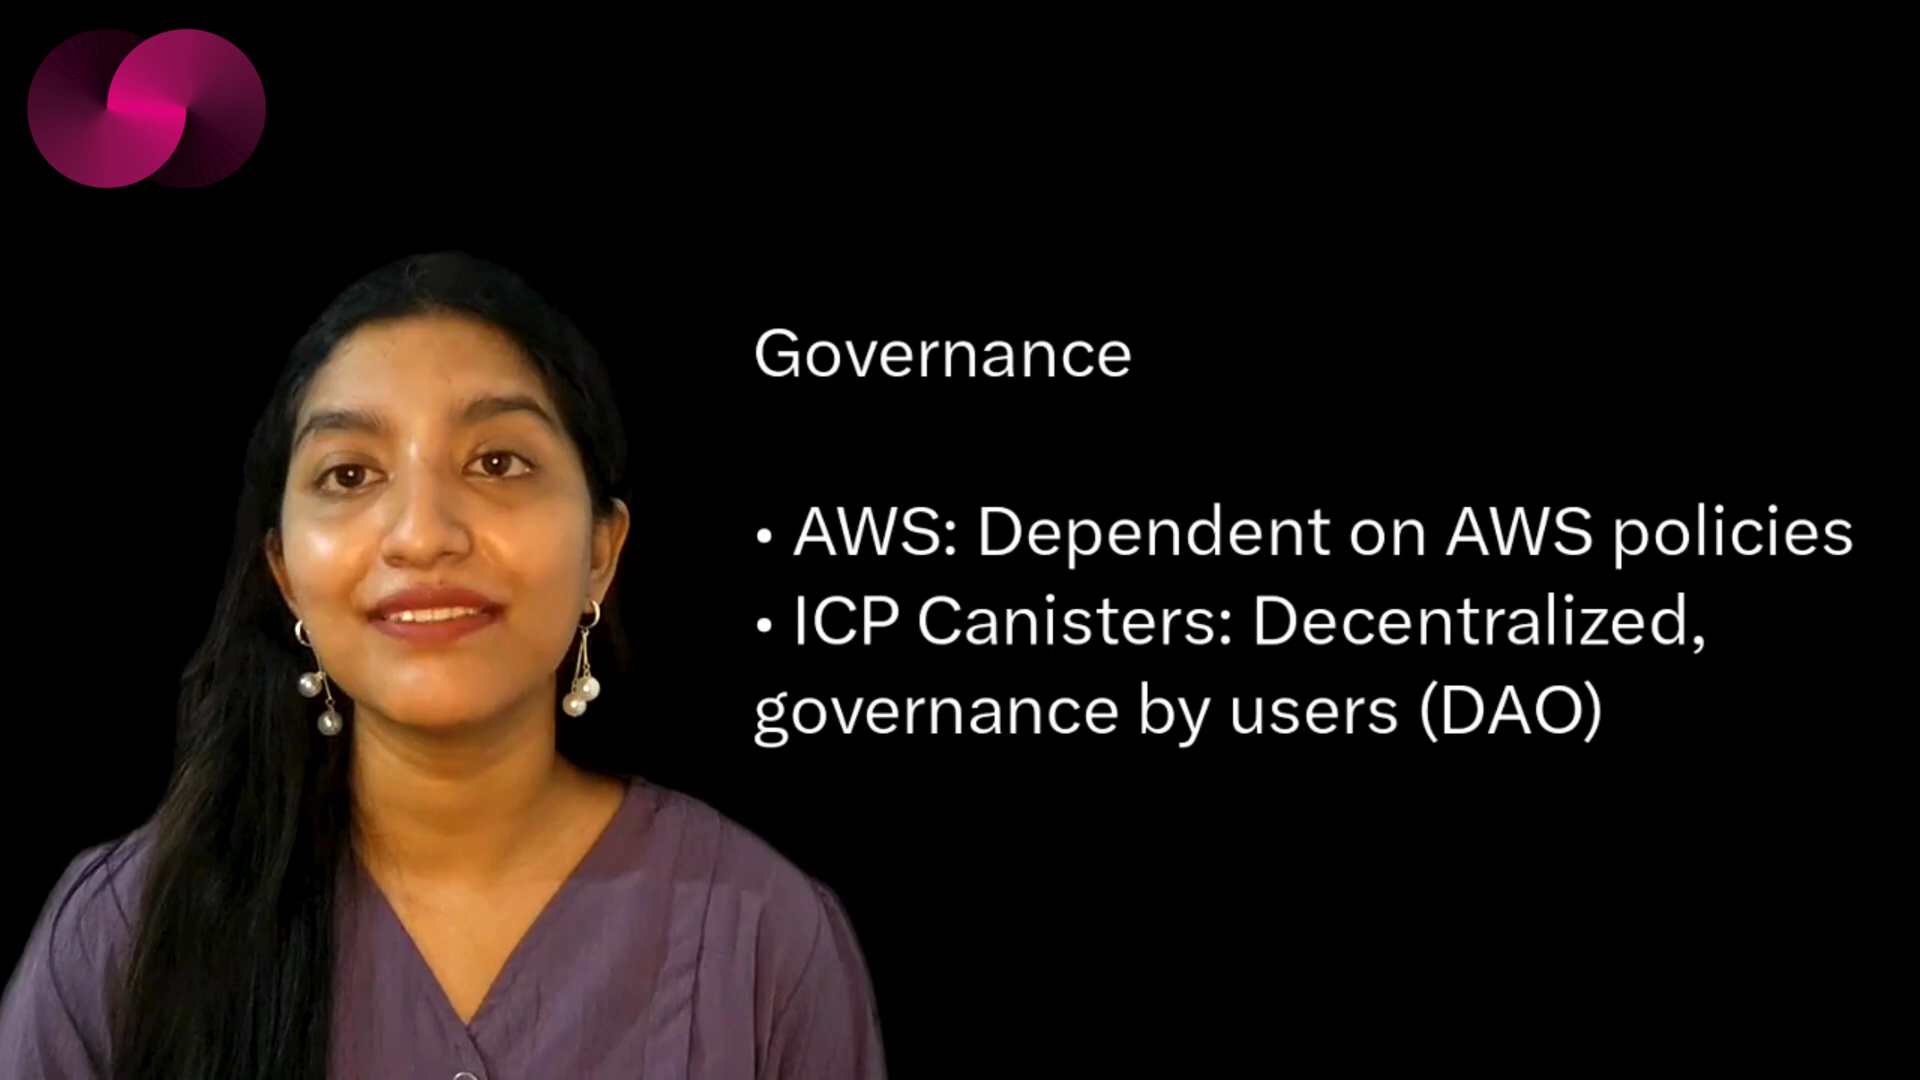 Governance
• AWS: Dependent on AWS policies
• ICP Canisters: Decentralized,
governance by users (DAO)